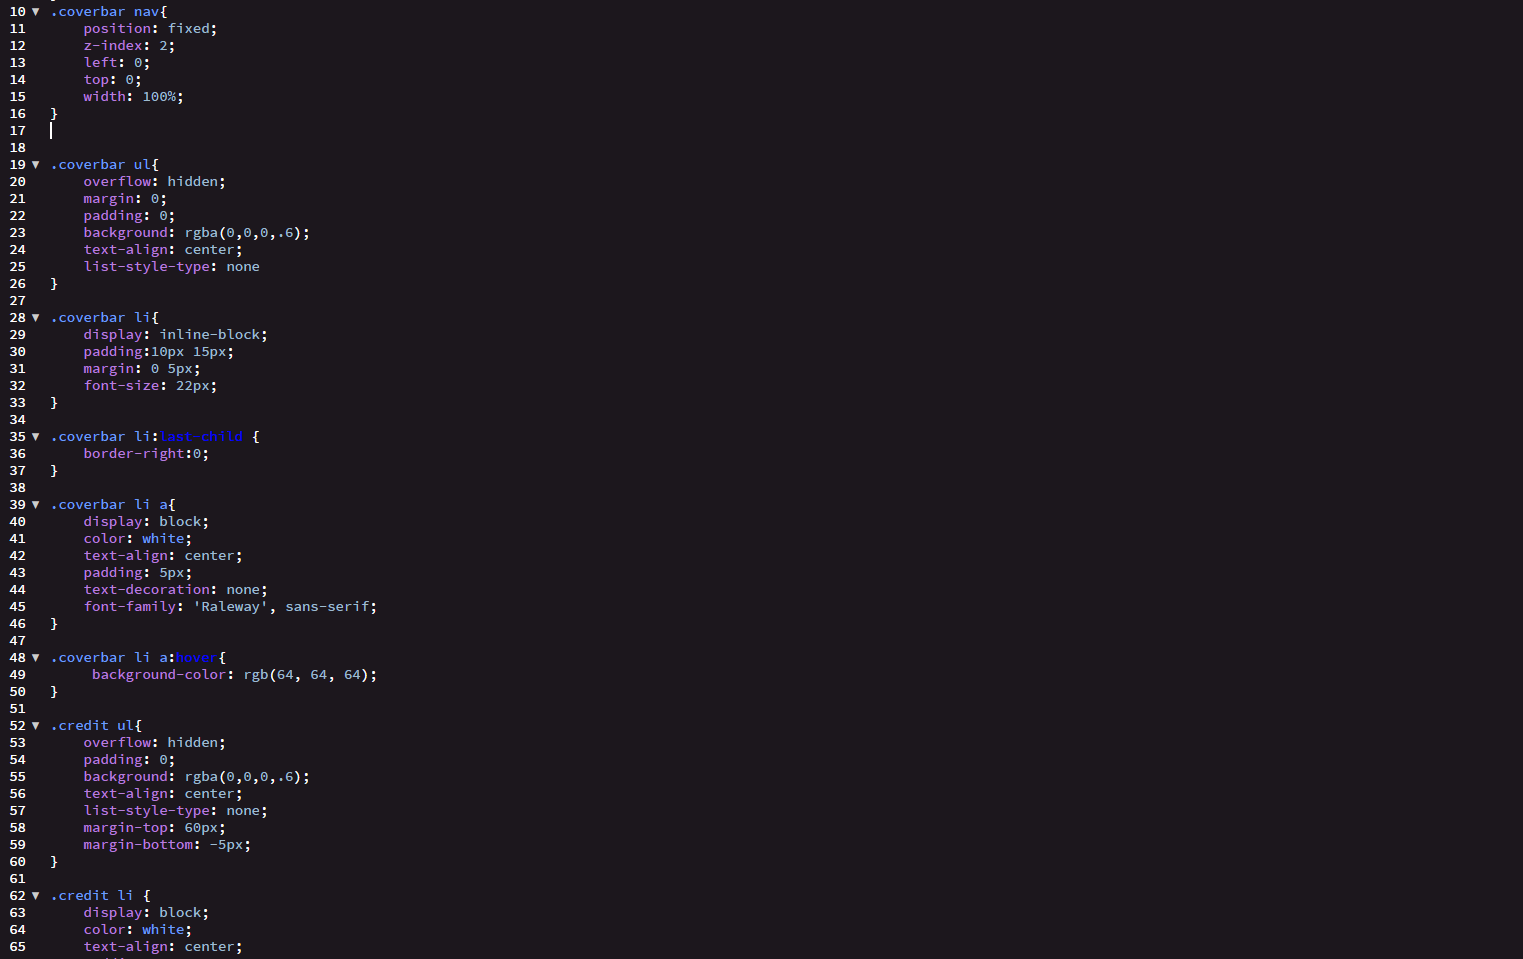 10 ▼ .coverbar nav{
11 position: fixed;
12 z-index: 2;
13 left: 0;
14 top: 0;
15 width: 100%;
16 }
17
18
19 ▼ .coverbar ul{
20 overflow: hidden;
21 margin: 0;
22 padding: 0;
23 background: rgba(0,0,0,.6);
24 text-align: center;
25 list-style-type: none
26 }
27
28 ▼ .coverbar li{
29 display: inline-block;
30 padding:10px 15px;
31 margin: 0 5px;
32 font-size: 22px;
33 }
34
35 ▼ .coverbar li:last-child {
36 border-right:0;
37 }
38
39 ▼ .coverbar li a{
40 display: block;
41 color: white;
42 text-align: center;
43 padding: 5px;
44 text-decoration: none;
45 font-family: 'Raleway', sans-serif;
46 }
47
48 ▼ .coverbar li a:hover{
49 background-color: rgb(64, 64, 64);
50 }
51
52 ▼ .credit ul{
53 overflow: hidden;
54 padding: 0;
55 background: rgba(0,0,0,.6);
56 text-align: center;
57 list-style-type: none;
58 margin-top: 60px;
59 margin-bottom: -5px;
60 }
61
62 ▼ .credit li {
63 display: block;
64 color: white;
65 text-align: center;